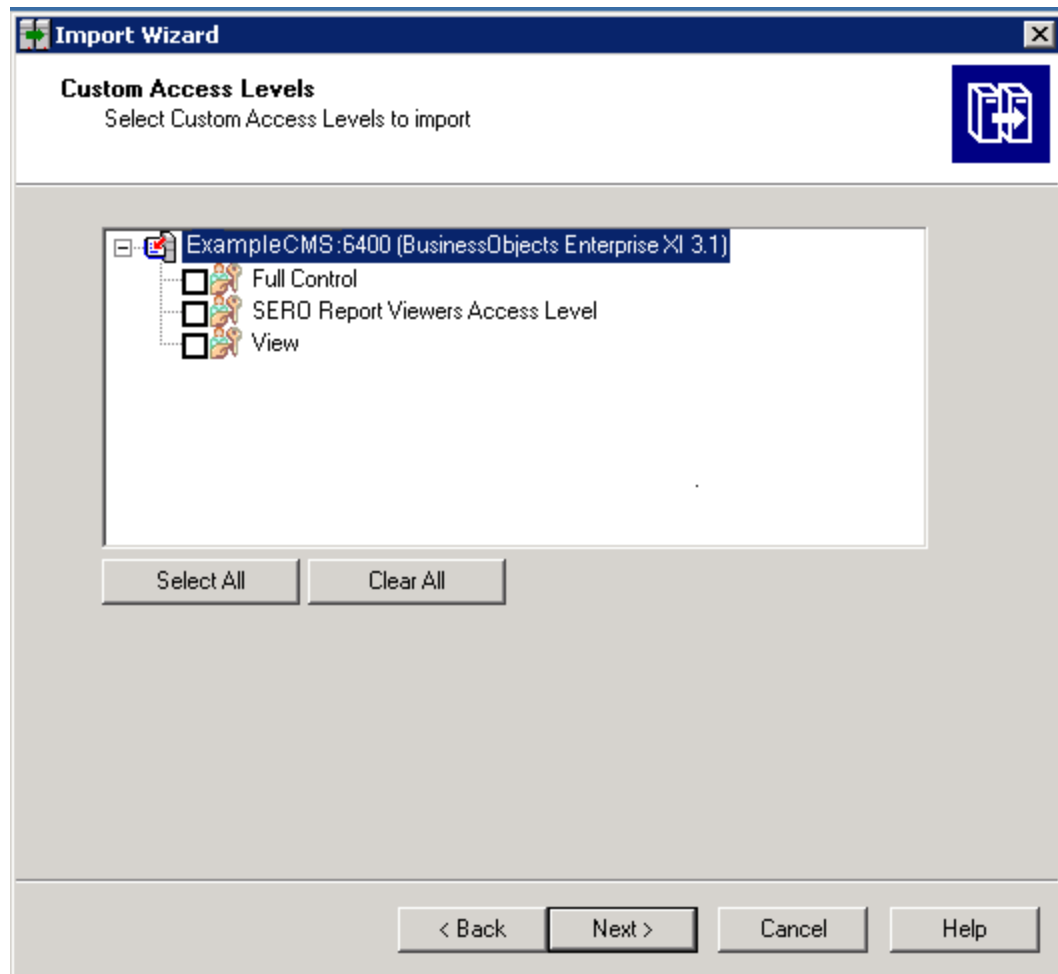 Import Wizard
Custom Access Levels
Select Custom Access Levels to import
ExampleCMS:6400 (BusinessObjects Enterprise XI 3.1)
Full Control
SERO Report Viewers Access Level
View
Select All Clear All
< Back Next > Cancel Help